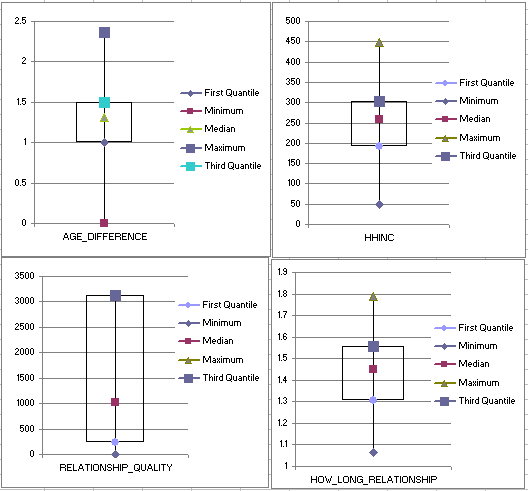 2.5
2
1.5
1
0.5
0
AGE_DIFFERENCE
First Quantile
Minimum
Median
Maximum
Third Quantile
500
450
400
350
300
250
200
150
100
50
0
HHINC
First Quantile
Minimum
Median
Maximum
Third Quantile
3500
3000
2500
2000
1500
1000
500
0
RELATIONSHIP_QUALITY
First Quantile
Minimum
Median
Maximum
Third Quantile
1.9
1.8
1.7
1.6
1.5
1.4
1.3
1.2
1.1
1
HOW_LONG_RELATIONSHIP
First Quantile
Minimum
Median
Maximum
Third Quantile